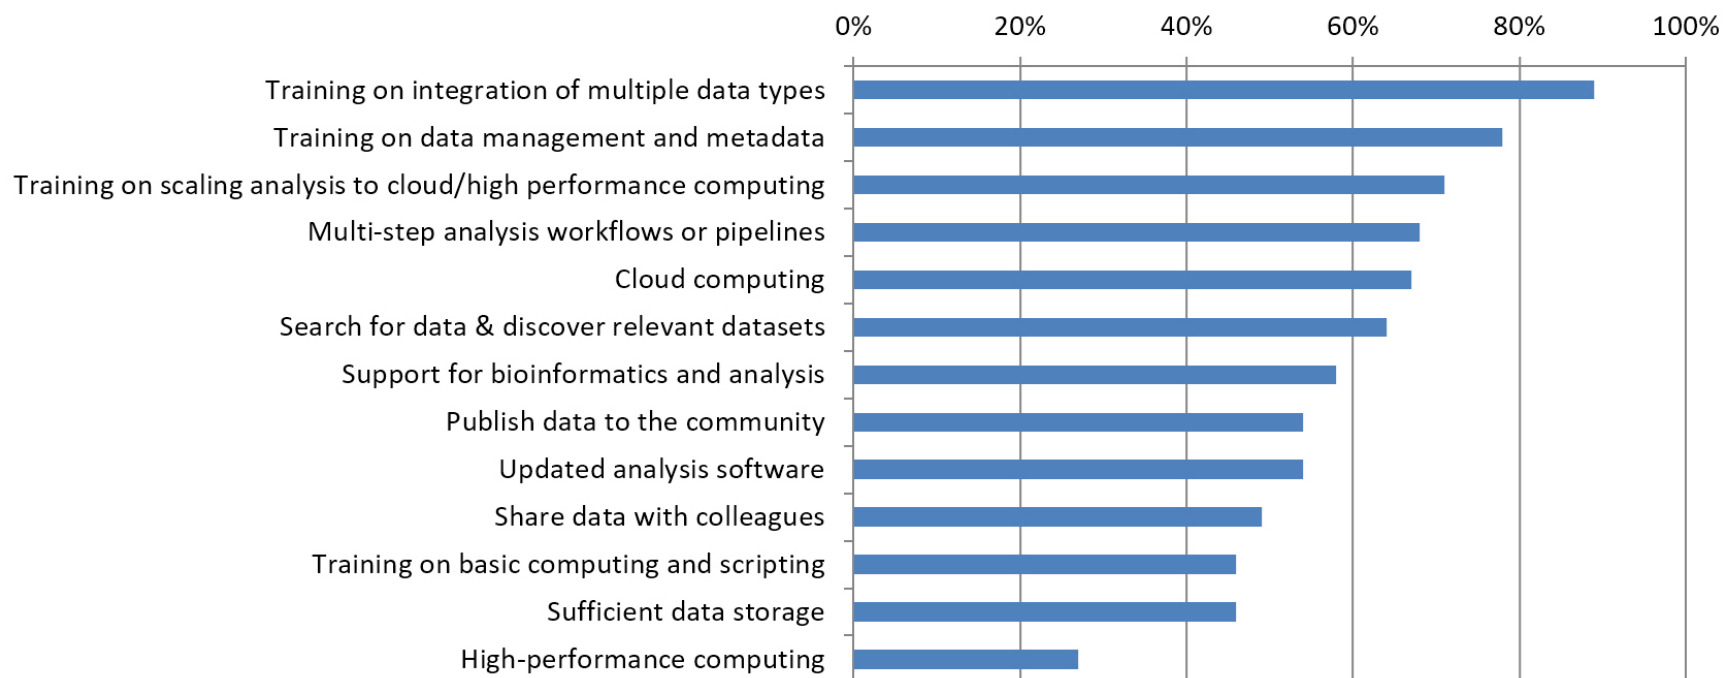 0% 20% 40% 60% 80% 100%
Training on integration of multiple data types
Training on data management and metadata
Training on scaling analysis to cloud/high performance computing
Multi-step analysis workflows or pipelines
Cloud computing
Search for data & discover relevant datasets
Support for bioinformatics and analysis
Publish data to the community
Updated analysis software
Share data with colleagues
Training on basic computing and scripting
Sufficient data storage
High-performance computing